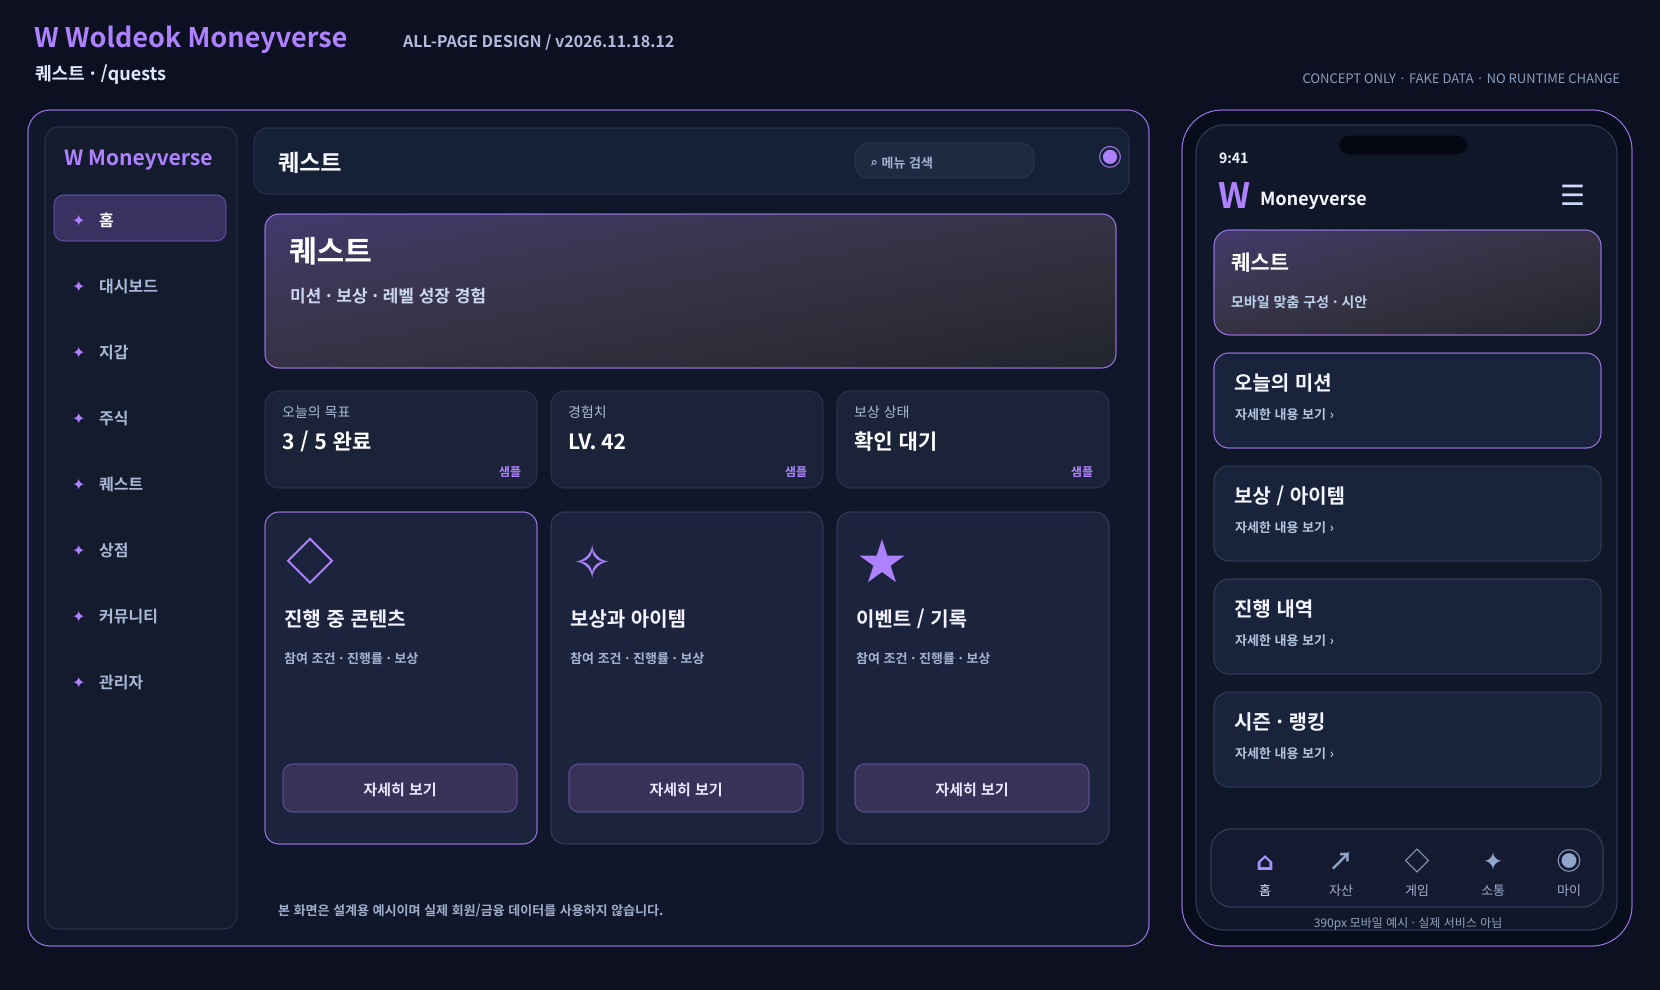 W Woldeok Moneyverse
ALL-PAGE DESIGN / v2026.11.18.12
퀘스트 · /quests
CONCEPT ONLY · FAKE DATA · NO RUNTIME CHANGE
W Moneyverse
홈
대시보드
지갑
주식
퀘스트
상점
커뮤니티
관리자
퀘스트
메뉴 검색
퀘스트
미션 · 보상 · 레벨 성장 경험
오늘의 목표
3 / 5 완료
샘플
경험치
LV. 42
샘플
보상 상태
확인 대기
샘플
진행 중 콘텐츠
참여 조건 · 진행률 · 보상
자세히 보기
보상과 아이템
참여 조건 · 진행률 · 보상
자세히 보기
이벤트 / 기록
참여 조건 · 진행률 · 보상
자세히 보기
본 화면은 설계용 예시이며 실제 회원/금융 데이터를 사용하지 않습니다.
9:41
W Moneyverse
퀘스트
모바일 맞춤 구성 · 시안
오늘의 미션
자세한 내용 보기 ›
보상 / 아이템
자세한 내용 보기 ›
진행 내역
자세한 내용 보기 ›
시즌 · 랭킹
자세한 내용 보기 ›
홈
자산
게임
소통
마이
390px 모바일 예시 · 실제 서비스 아님